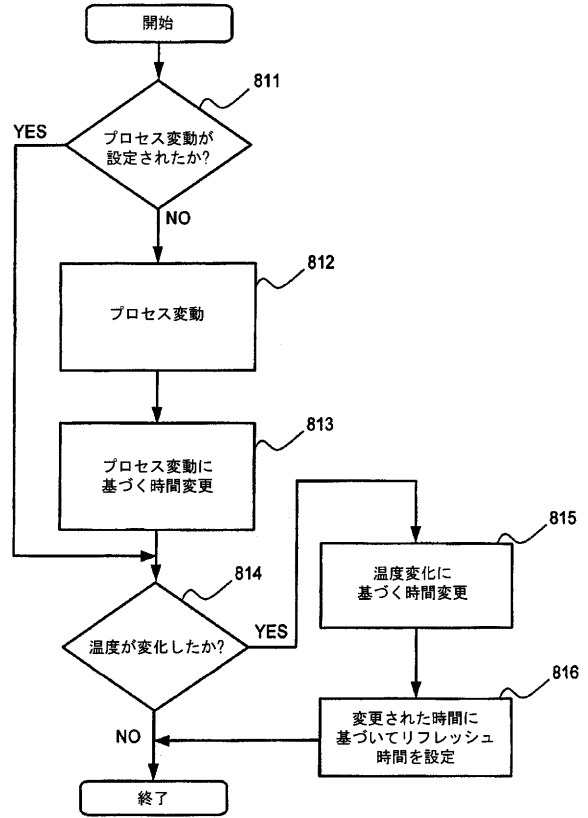 開始
811
プロセス変動が
設定されたか?
YES
NO
812
プロセス変動
813
プロセス変動に
基づく時間変更
814
温度が変化したか?
YES
NO
815
温度変化に
基づく時間変更
816
変更された時間に
基づいてリフレッシュ
時間を設定
終了